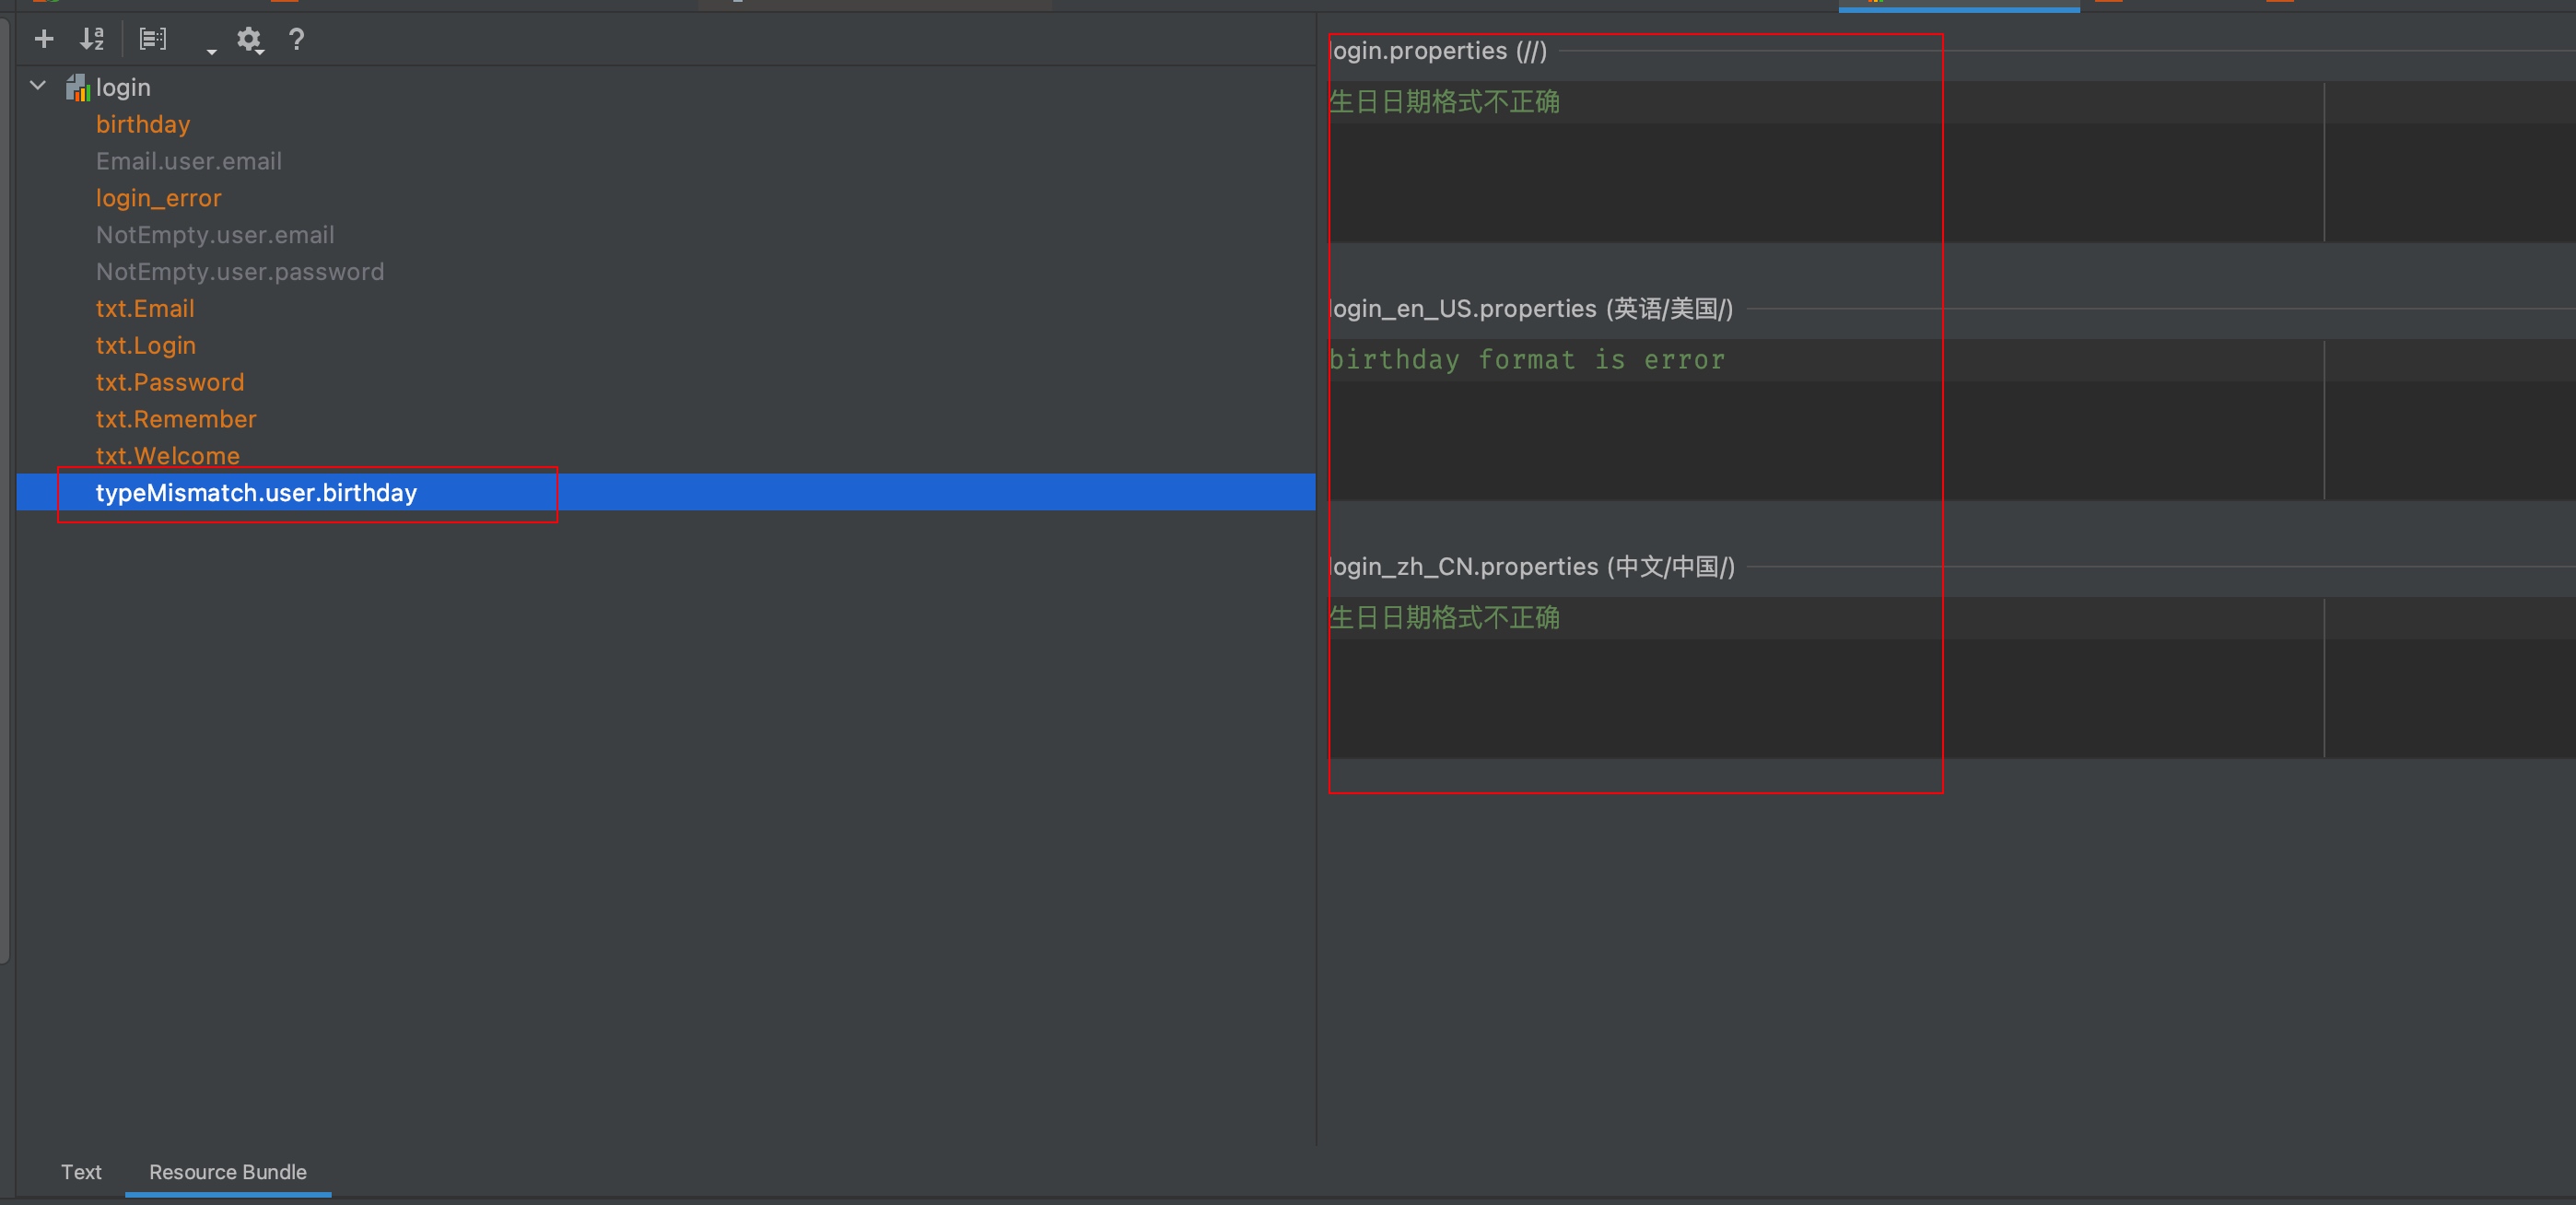 login
birthday
Email.user.email
login_error
NotEmpty.user.email
NotEmpty.user.password
txt.Email
txt.Login
txt.Password
txt.Remember
txt.Welcome
typeMismatch.user.birthday
login.properties (//)
生日日期格式不正确
login_en_US.properties (英语/美国/)
birthday format is error
login_zh_CN.properties (中文/中国/)
生日日期格式不正确
Text
Resource Bundle